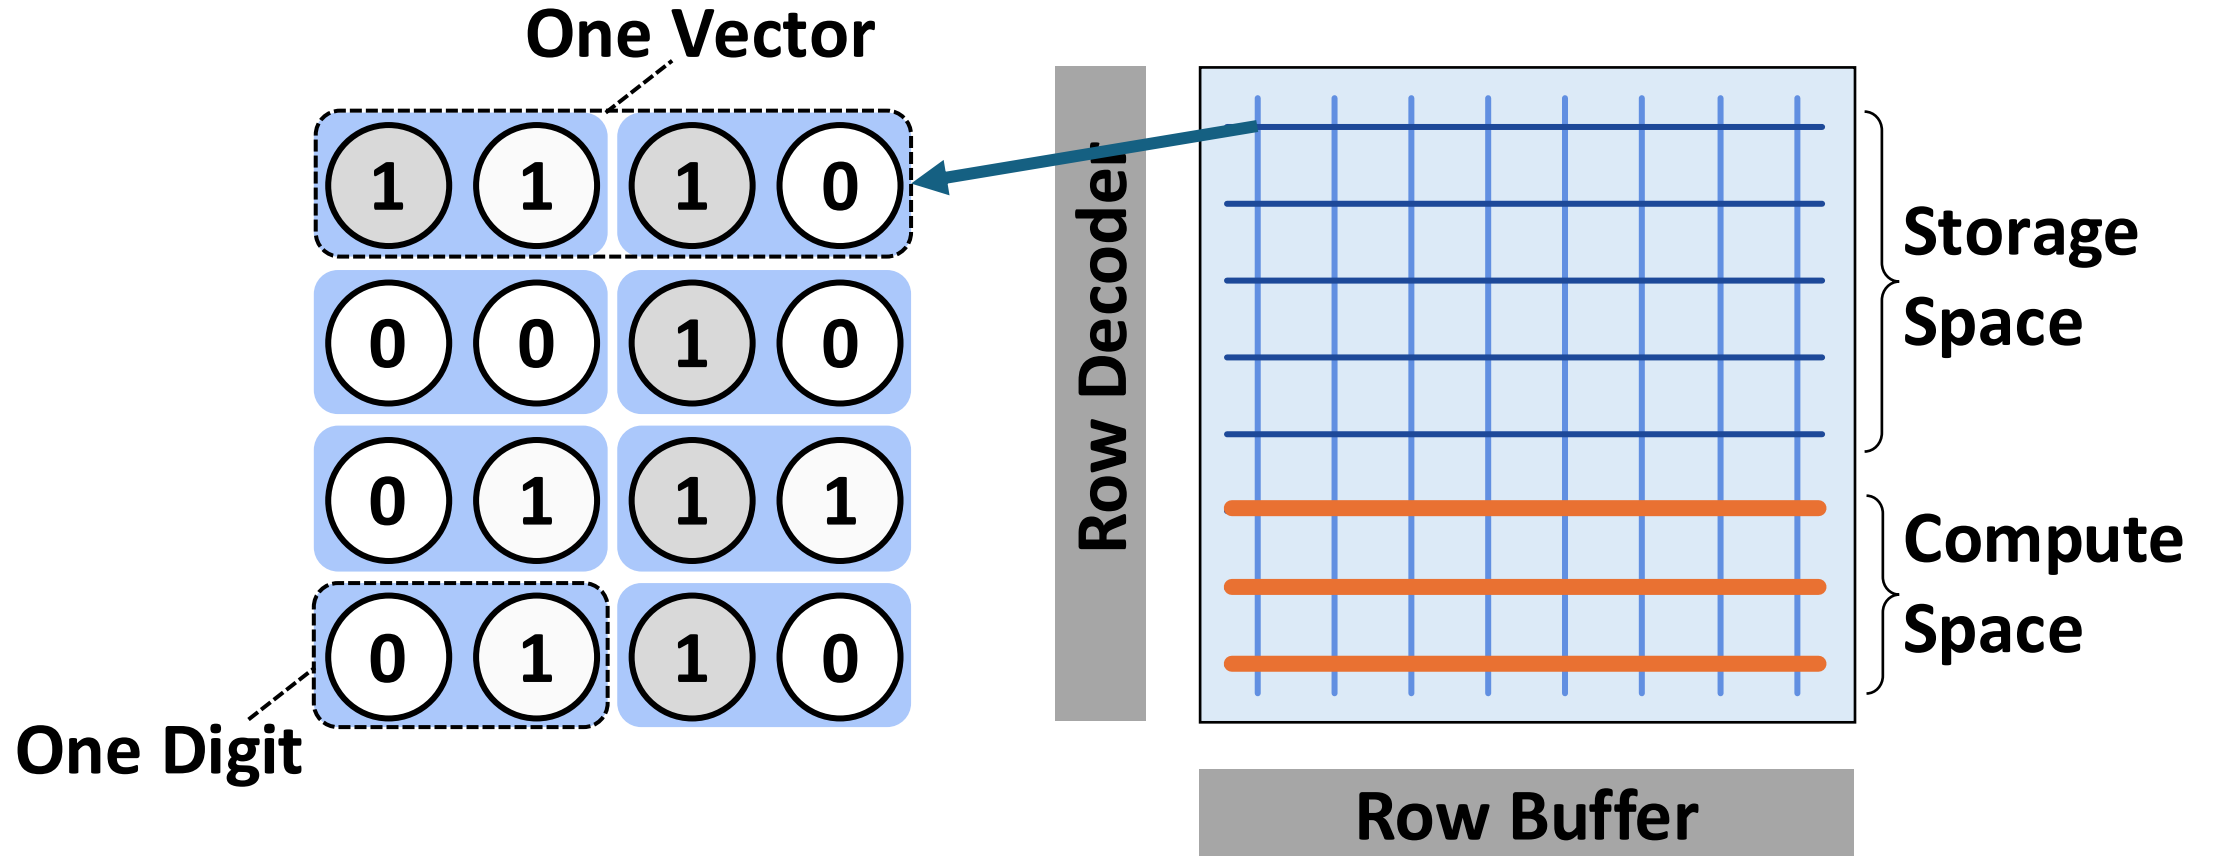 One Vector
1 1 1 0
0 0 1 0
0 1 1 1
0 1 1 0
One Digit
Row Decoder
Storage
Space
Compute
Space
Row Buffer